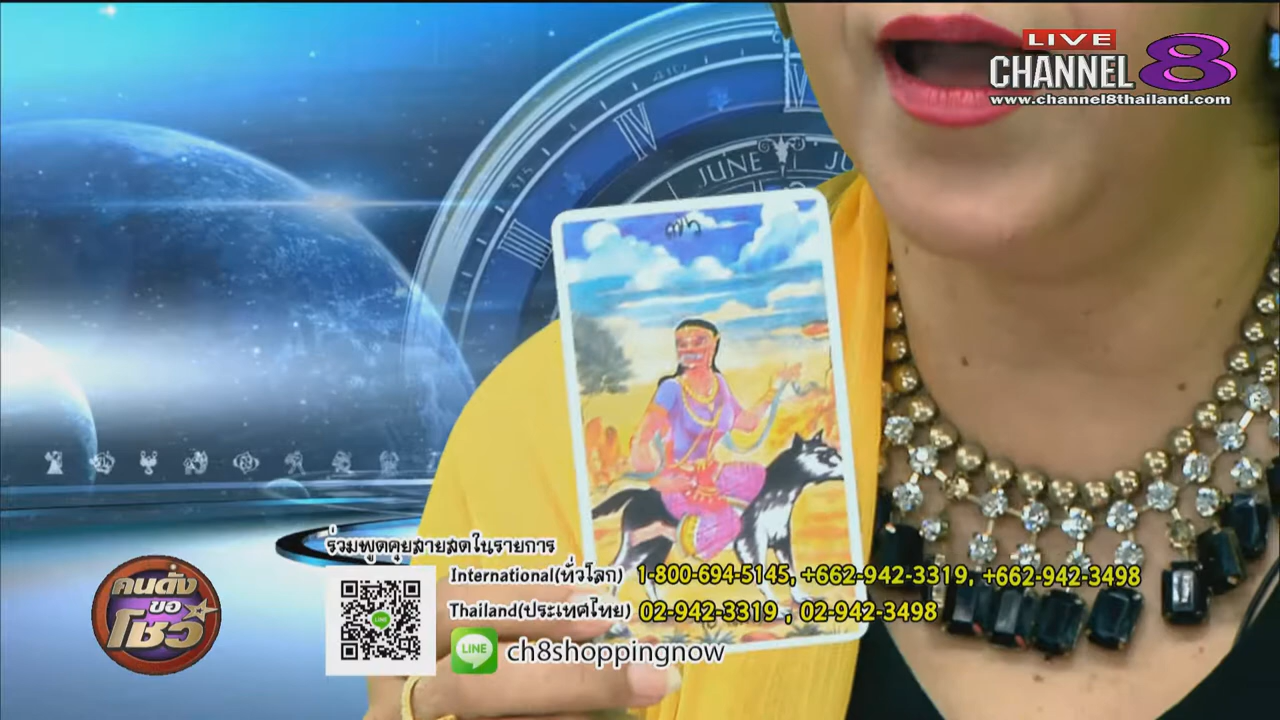 LIVE
CHANNEL 8
www.channel8thailand.com
IV
JUNE
คนดังขอโชว์
ร่วมพูดคุยสายสดในรายการ
International(ทั่วโลก) 1-800-694-5145, +662-942-3319, +662-942-3498
Thailand(ประเทศไทย) 02-942-3319 , 02-942-3498
LINE ch8shoppingnow